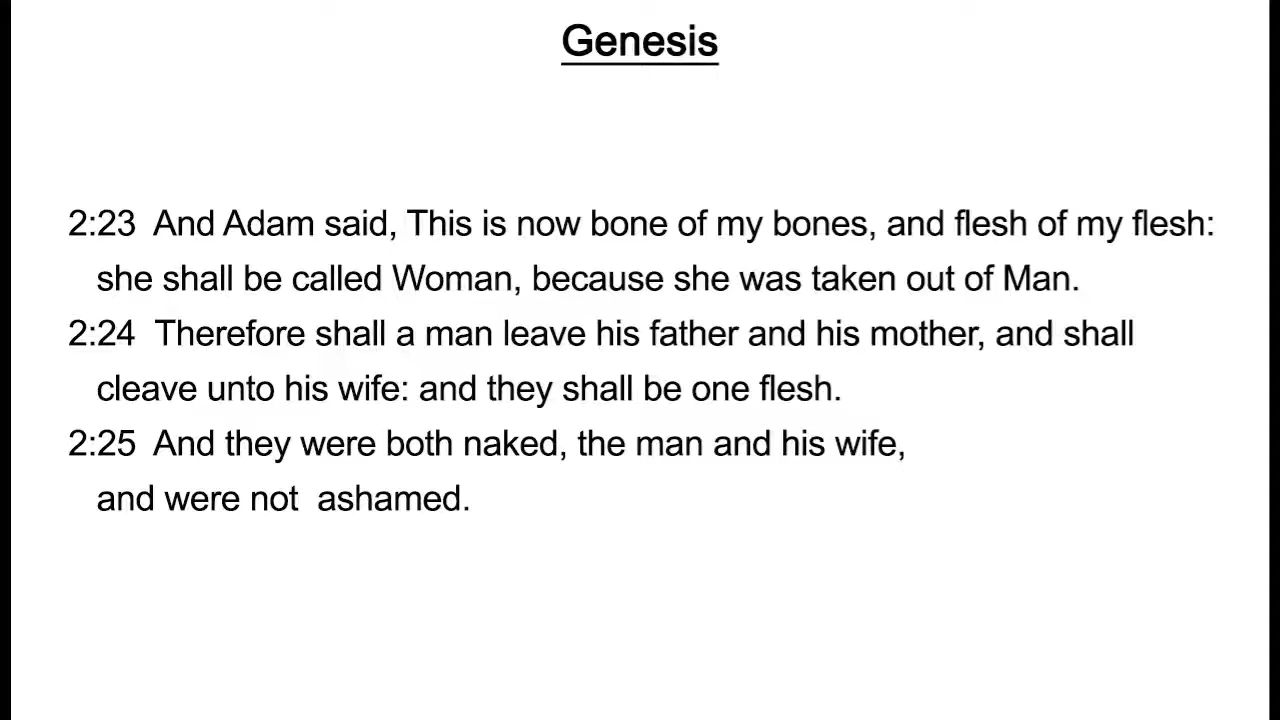 Genesis
2:23  And Adam said, This is now bone of my bones, and flesh of my flesh:
she shall be called Woman, because she was taken out of Man.
2:24  Therefore shall a man leave his father and his mother, and shall
cleave unto his wife: and they shall be one flesh.
2:25  And they were both naked, the man and his wife,
and were not  ashamed.